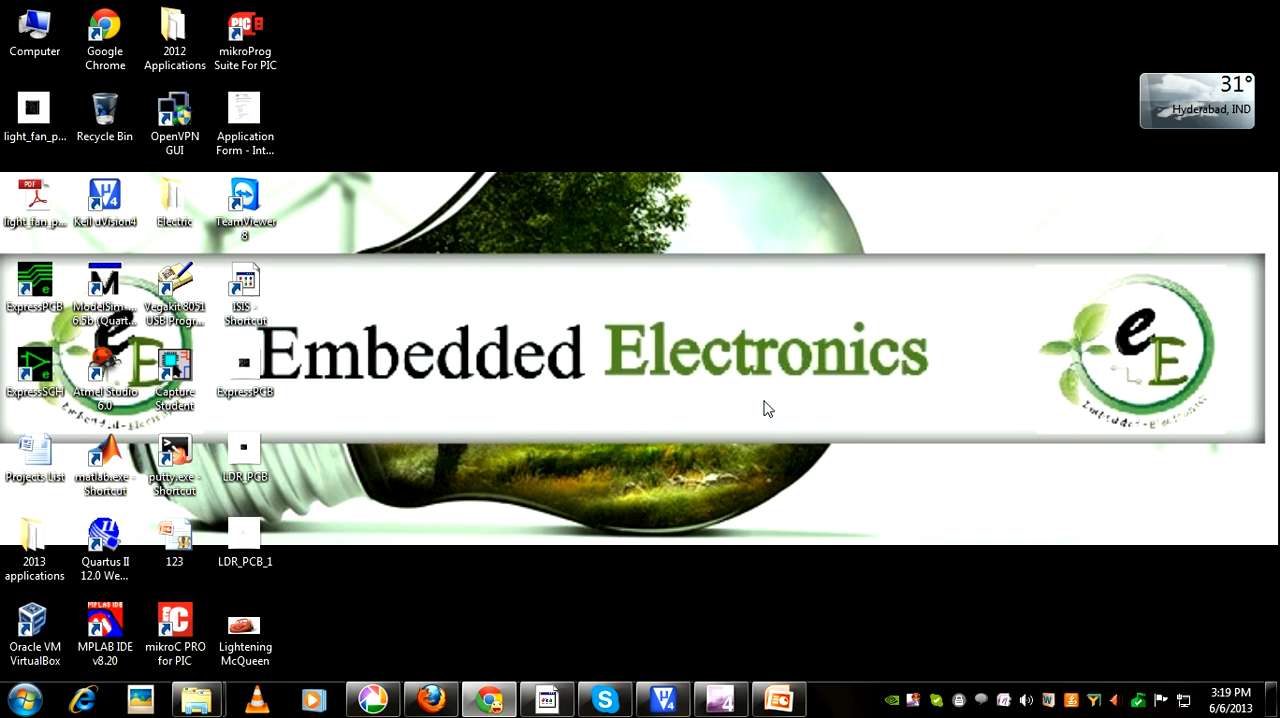 Computer
Google
Chrome
2012
Applications
mikroProg
Suite For PIC
light_fan_p...
Recycle Bin
OpenVPN
GUI
Application
Form - Int...
31°
Hyderabad, IND
light_fan_p...
Keil uVision4
Electric
TeamViewer
8
ExpressPCB
ModelSim-...
6.5b (Quart...
Vegakit 8051
USB Progr...
ISIS -
Shortcut
Embedded Electronics
ExpressSCH
Atmel Studio
6.0
Capture
Student
ExpressPCB
Projects List
matlab.exe -
Shortcut
putty.exe -
Shortcut
LDR_PCB
2013
applications
Quartus II
12.0 We...
123
LDR_PCB_1
Oracle VM
VirtualBox
MPLAB IDE
v8.20
mikroC PRO
for PIC
Lightening
McQueen
3:19 PM
6/6/2013